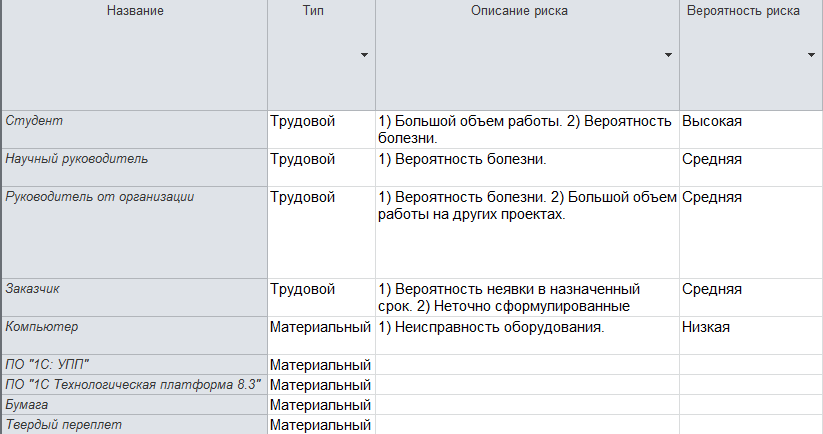 Название Тип Описание риска Вероятность риска
Студент Трудовой 1) Большой объем работы. 2) Вероятность Высокая
болезни.
Научный руководитель Трудовой 1) Вероятность болезни. Средняя
Руководитель от организации Трудовой 1) Вероятность болезни. 2) Большой объем Средняя
работы на других проектах.
Заказчик Трудовой 1) Вероятность неявки в назначенный Средняя
срок. 2) Неточно сформулированные
Компьютер Материальный 1) Неисправность оборудования. Низкая
ПО "1С: УПП" Материальный
ПО "1С Технологическая платформа 8.3" Материальный
Бумага Материальный
Твердый переплет Материальный